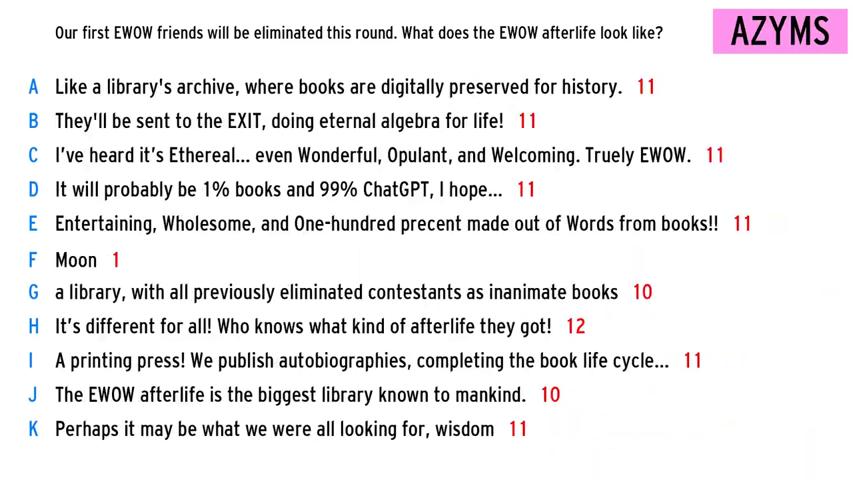 Our first EWOW friends will be eliminated this round. What does the EWOW afterlife look like?
AZYMS
A Like a library's archive, where books are digitally preserved for history. 11
B They'll be sent to the EXIT, doing eternal algebra for life! 11
C I've heard it's Ethereal... even Wonderful, Opulant, and Welcoming. Truely EWOW. 11
D It will probably be 1% books and 99% ChatGPT, I hope... 11
E Entertaining, Wholesome, and One-hundred precent made out of Words from books!! 11
F Moon 1
G a library, with all previously eliminated contestants as inanimate books 10
H It's different for all! Who knows what kind of afterlife they got! 12
I A printing press! We publish autobiographies, completing the book life cycle... 11
J The EWOW afterlife is the biggest library known to mankind. 10
K Perhaps it may be what we were all looking for, wisdom 11